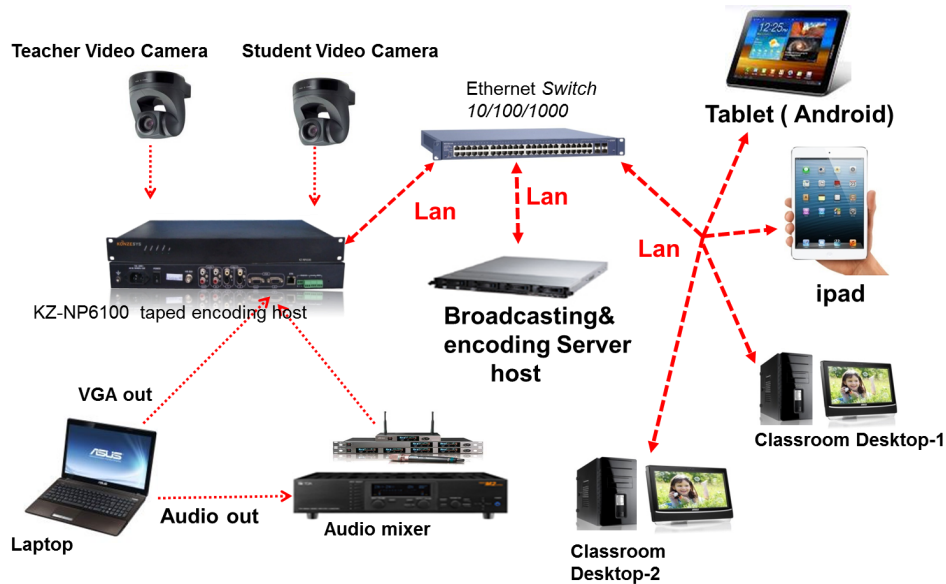 Teacher Video Camera
Student Video Camera
Ethernet Switch
10/100/1000
Tablet ( Android)
Lan
Lan
Lan
ipad
KZ-NP6100 taped encoding host
Broadcasting&
encoding Server
host
VGA out
ASUS
Laptop
Audio out
Audio mixer
Classroom Desktop-1
Classroom
Desktop-2